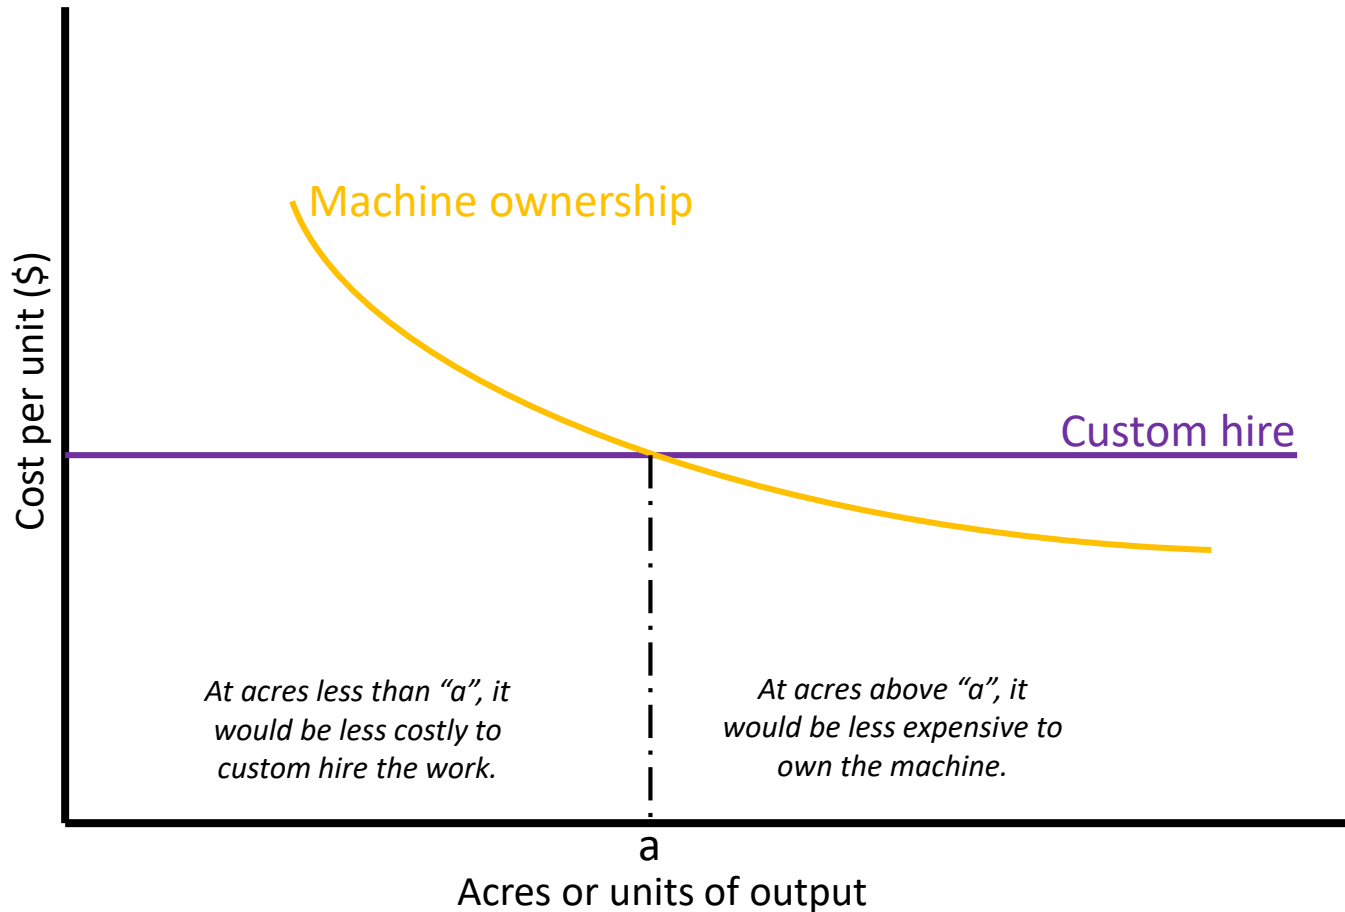 Machine ownership
Cost per unit ($)
Custom hire
At acres less than “a”, it
would be less costly to
custom hire the work.
At acres above “a”, it
would be less expensive to
own the machine.
a
Acres or units of output